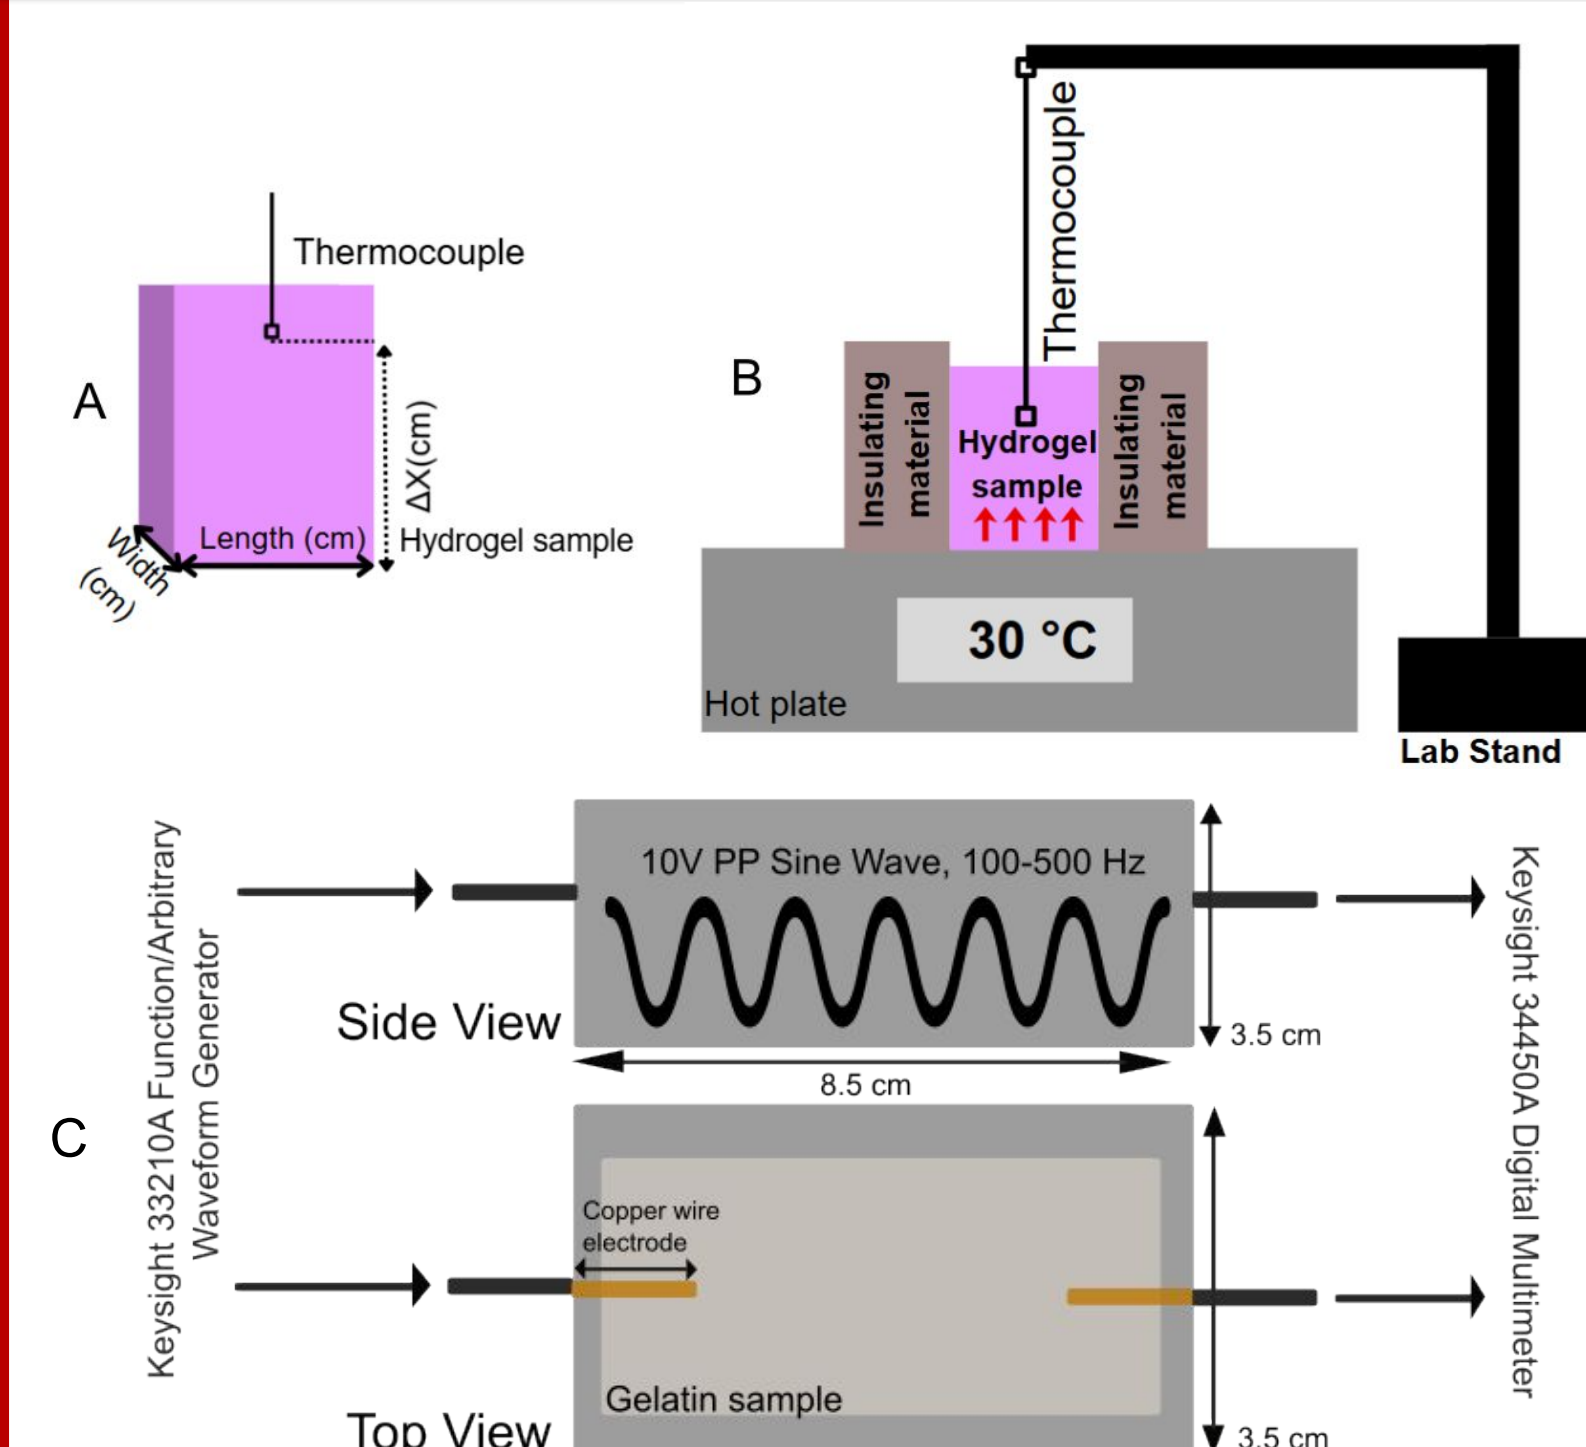 A
Thermocouple
ΔX(cm)
Length (cm)
Width
(cm)
Hydrogel sample
B
Thermocouple
Insulating
material
Hydrogel
sample
Insulating
material
30 °C
Hot plate
Lab Stand
C
Keysight 33210A Function/Arbitrary
Waveform Generator
10V PP Sine Wave, 100-500 Hz
Side View
3.5 cm
8.5 cm
Copper wire
electrode
Gelatin sample
Top View
3.5 cm
Keysight 34450A Digital Multimeter